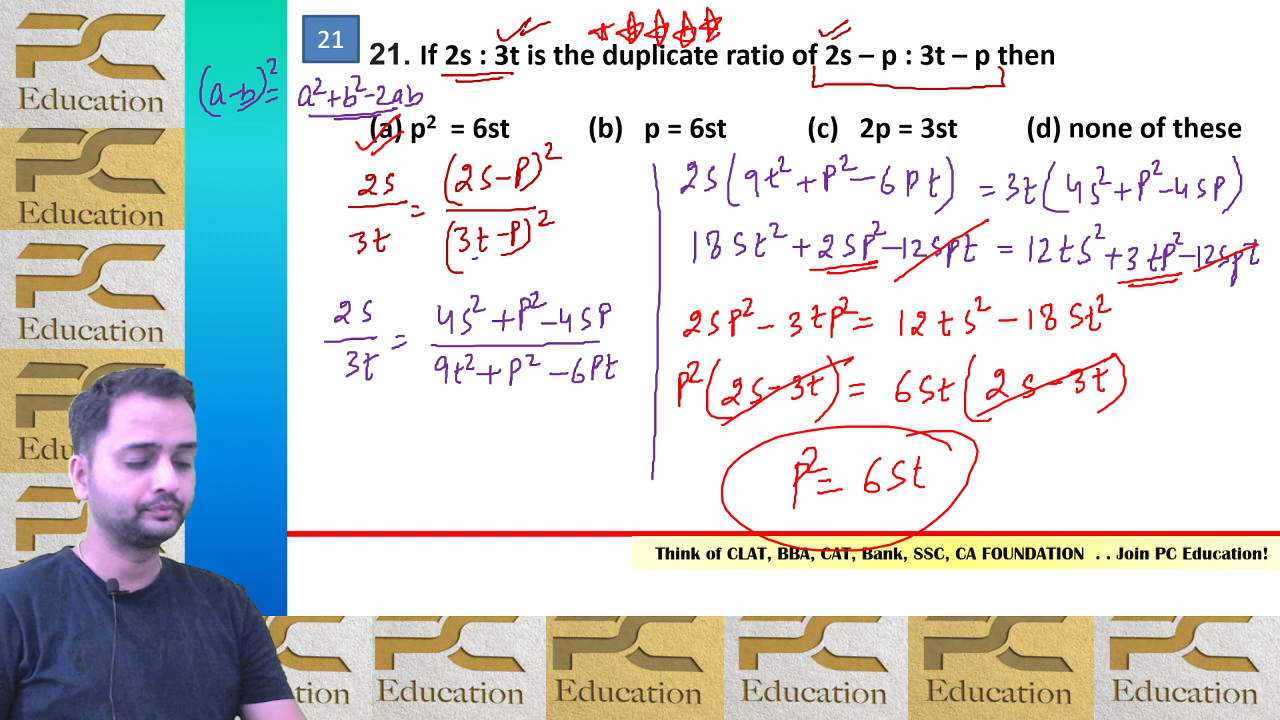 21
21. If 2s : 3t is the duplicate ratio of 2s – p : 3t – p then
(a-b)² = a²+b²-2ab
(a) p² = 6st (b) p = 6st (c) 2p = 3st (d) none of these
2s/3t = (2s-p)²/(3t-p)²
2s/3t = 4s²+p²-4sp/9t²+p²-6pt
2s(9t²+p²-6pt) = 3t(4s²+p²-4sp)
18st²+2sp²-12spt = 12ts²+3tp²-12spt
2sp²-3tp² = 12ts²-18st²
p²(2s-3t) = 6st(2s-3t)
p² = 6st
Think of CLAT, BBA, CAT, Bank, SSC, CA FOUNDATION . . Join PC Education!
Education
Education
Education
Education
Education
Education
Education
Education
Education
Education